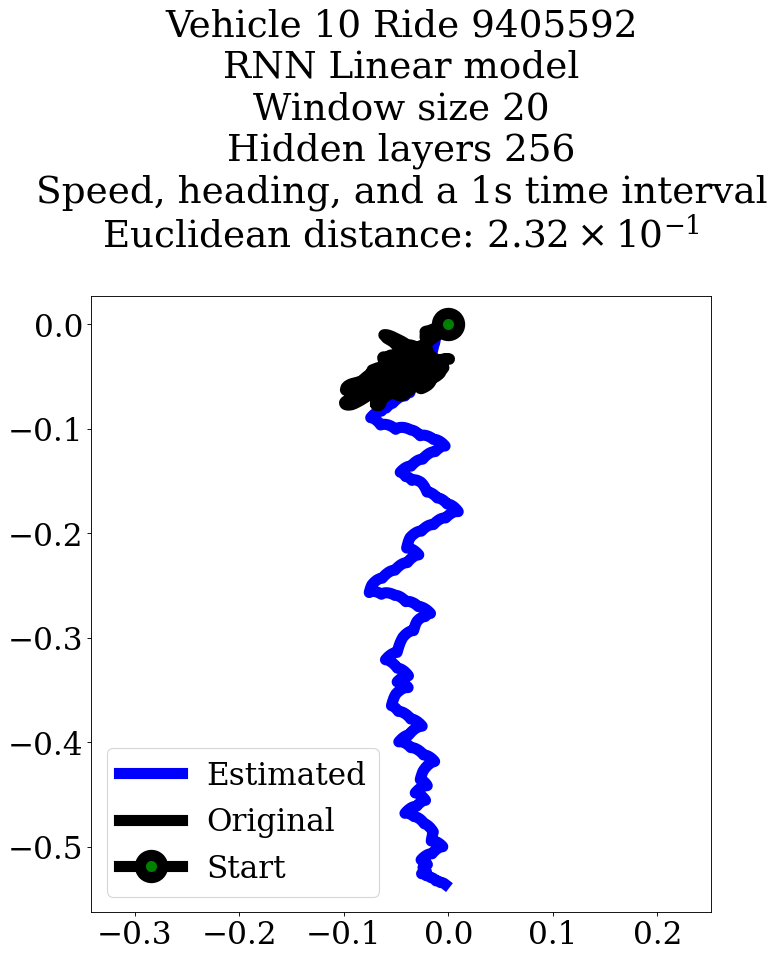 Vehicle 10 Ride 9405592
RNN Linear model
Window size 20
Hidden layers 256
Speed, heading, and a 1s time interval
Euclidean distance: 2.32 × 10⁻¹
0.0
−0.1
−0.2
−0.3
−0.4
−0.5
Estimated
Original
Start
−0.3
−0.2
−0.1
0.0
0.1
0.2